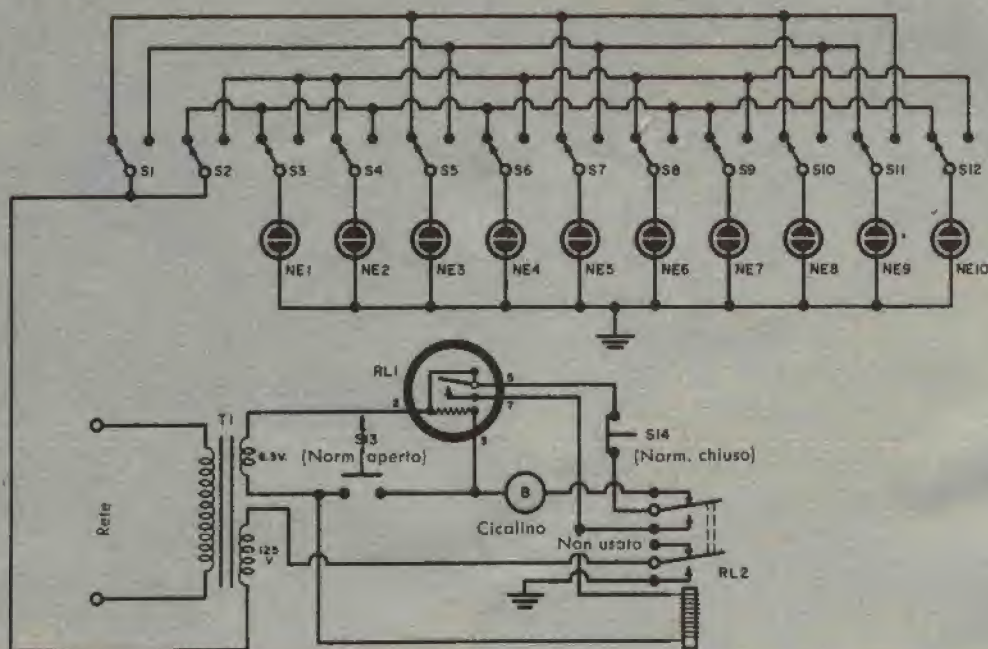 S1
S2
S3
S4
S5
S6
S7
S8
S9
S10
S11
S12
NE1
NE2
NE3
NE4
NE5
NE6
NE7
NE8
NE9
NE10
RL1
2
5
7
3
T1
6.3V.
S13
(Norm. aperto)
S14
(Norm. chiuso)
Rete
B
Cicalino
Non usato
125
V
RL2